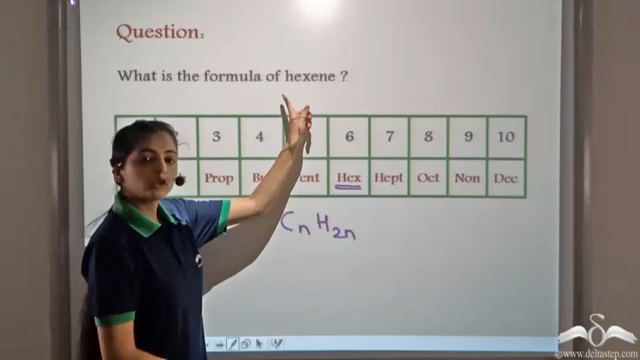 Question:
What is the formula of hexene ?
3 4 6 7 8 9 10
Prop Hex Hept Oct Non Dec
CnH2n
©www.deltastep.com